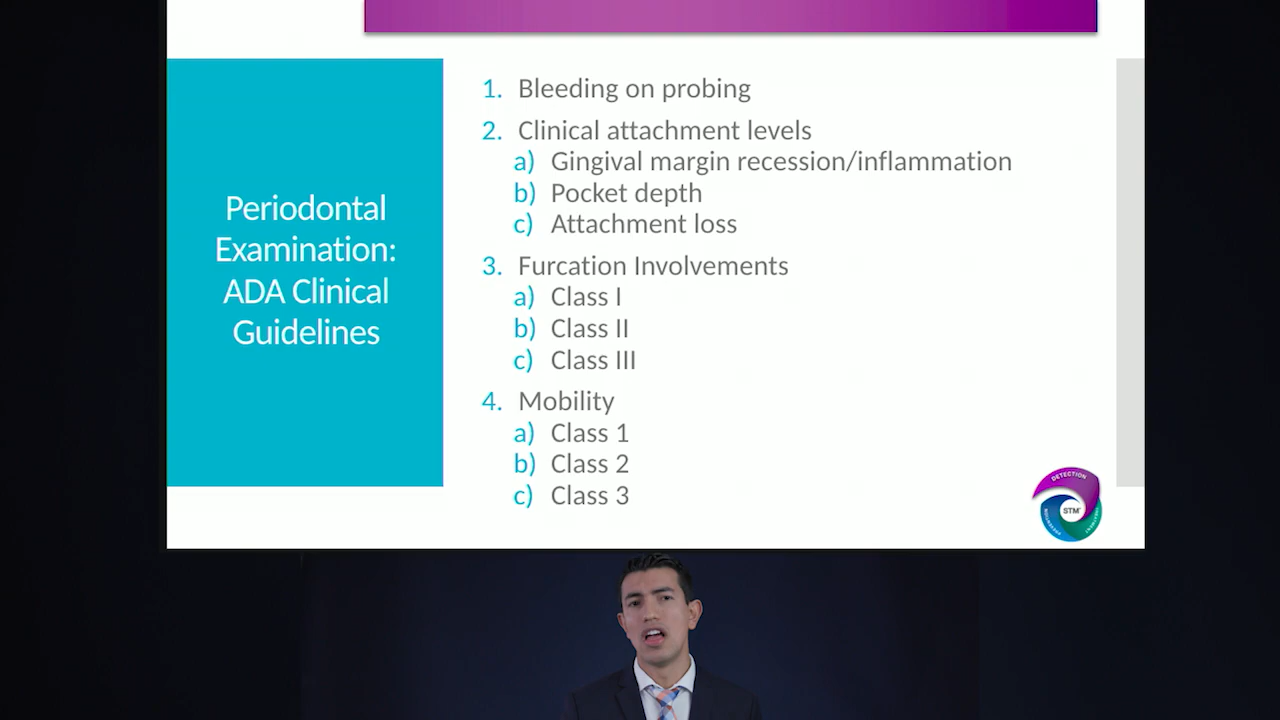 Periodontal
Examination:
ADA Clinical
Guidelines
1. Bleeding on probing
2. Clinical attachment levels
a) Gingival margin recession/inflammation
b) Pocket depth
c) Attachment loss
3. Furcation Involvements
a) Class I
b) Class II
c) Class III
4. Mobility
a) Class 1
b) Class 2
c) Class 3
DETECTION
STM